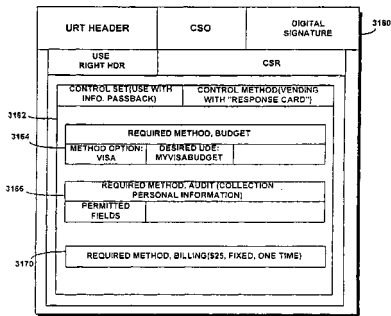 URT HEADER
CSO
DIGITAL
SIGNATURE
3160
USE
RIGHT HDR
CSR
CONTROL SET(USE WITH
INFO. PASSBACK)
CONTROL METHOD(VENDING
WITH "RESPONSE CARD")
3162
REQUIRED METHOD, BUDGET
3164
METHOD OPTION:
VISA
DESIRED UDE:
MYVISABUDGET
3166
REQUIRED METHOD, AUDIT (COLLECTION
PERSONAL INFORMATION)
PERMITTED
FIELDS
3170
REQUIRED METHOD, BILLING($25, FIXED, ONE TIME)